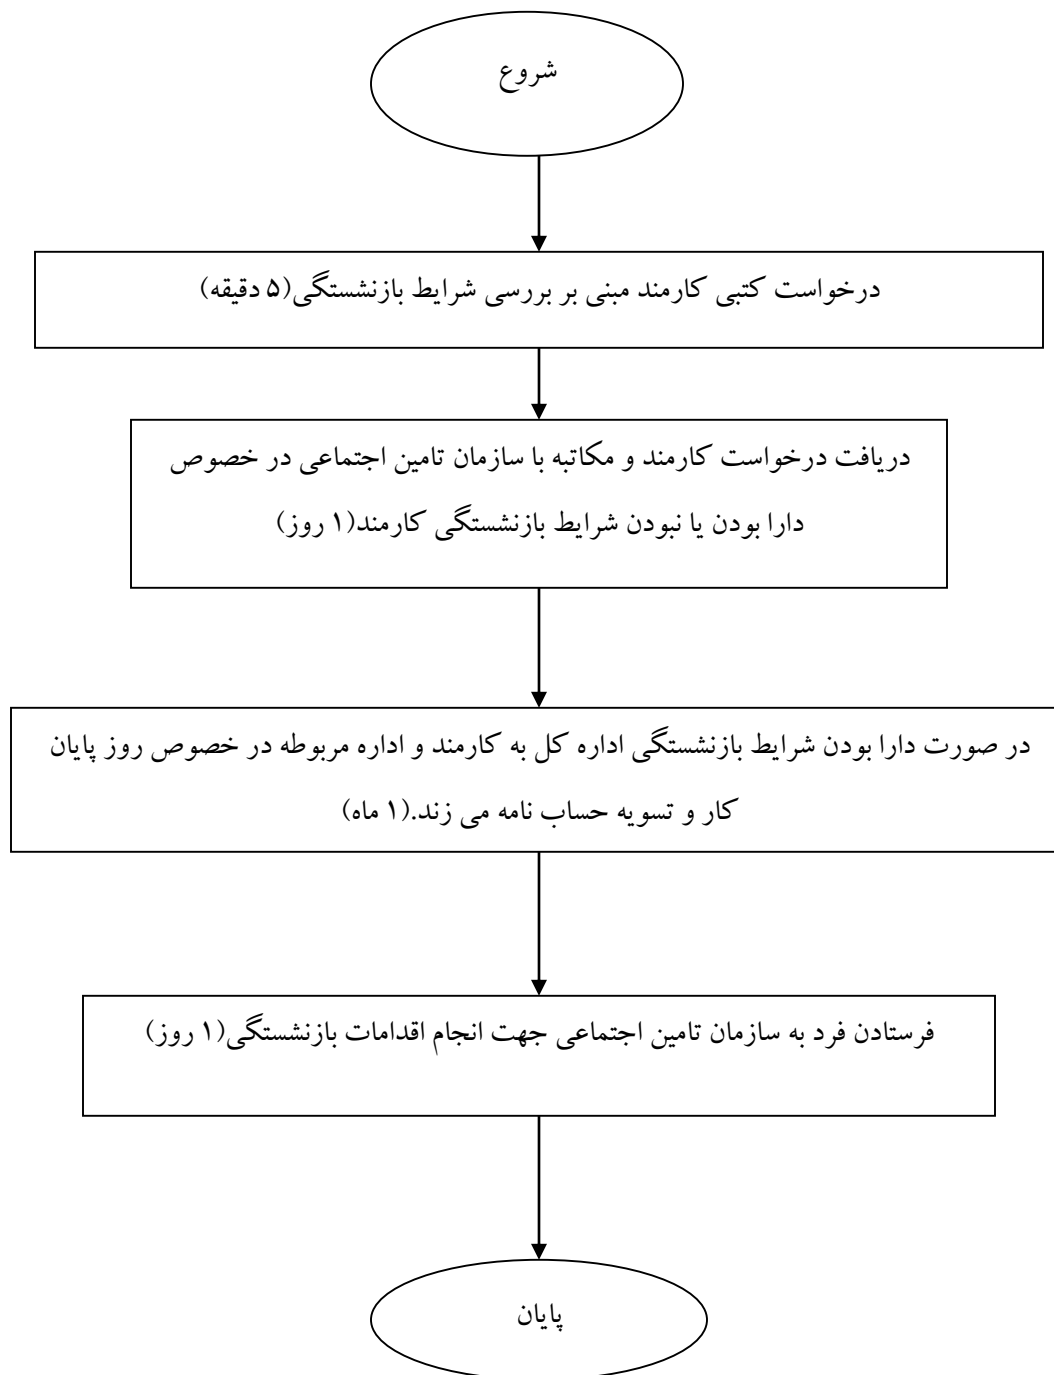 شروع
درخواست کتبی کارمند مبنی بر بررسی شرایط بازنشستگی(۵ دقیقه)
دریافت درخواست کارمند و مکاتبه با سازمان تامین اجتماعی در خصوص
دارا بودن یا نبودن شرایط بازنشستگی کارمند(۱ روز)
در صورت دارا بودن شرایط بازنشستگی اداره کل به کارمند و اداره مربوطه در خصوص روز پایان
کار و تسویه حساب نامه می زند.(۱ ماه)
فرستادن فرد به سازمان تامین اجتماعی جهت انجام اقدامات بازنشستگی(۱ روز)
پایان